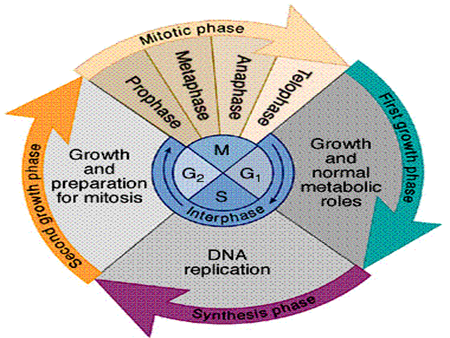 Mitotic phase
Prophase
Metaphase
Anaphase
Telophase
First growth phase
Growth
and
normal
metabolic
roles
Second growth phase
Growth
and
preparation
for mitosis
M
G2
G1
S
Interphase
DNA
replication
Synthesis phase